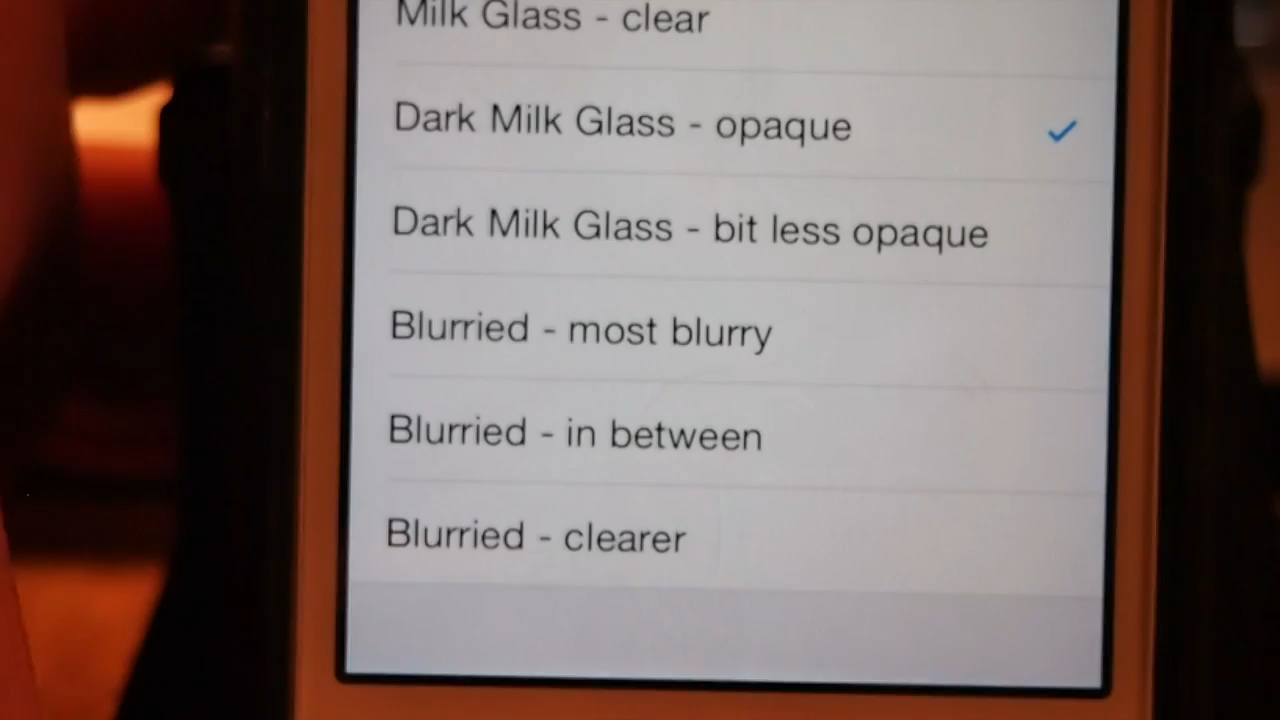 Milk Glass - clear
Dark Milk Glass - opaque
Dark Milk Glass - bit less opaque
Blurried - most blurry
Blurried - in between
Blurried - clearer